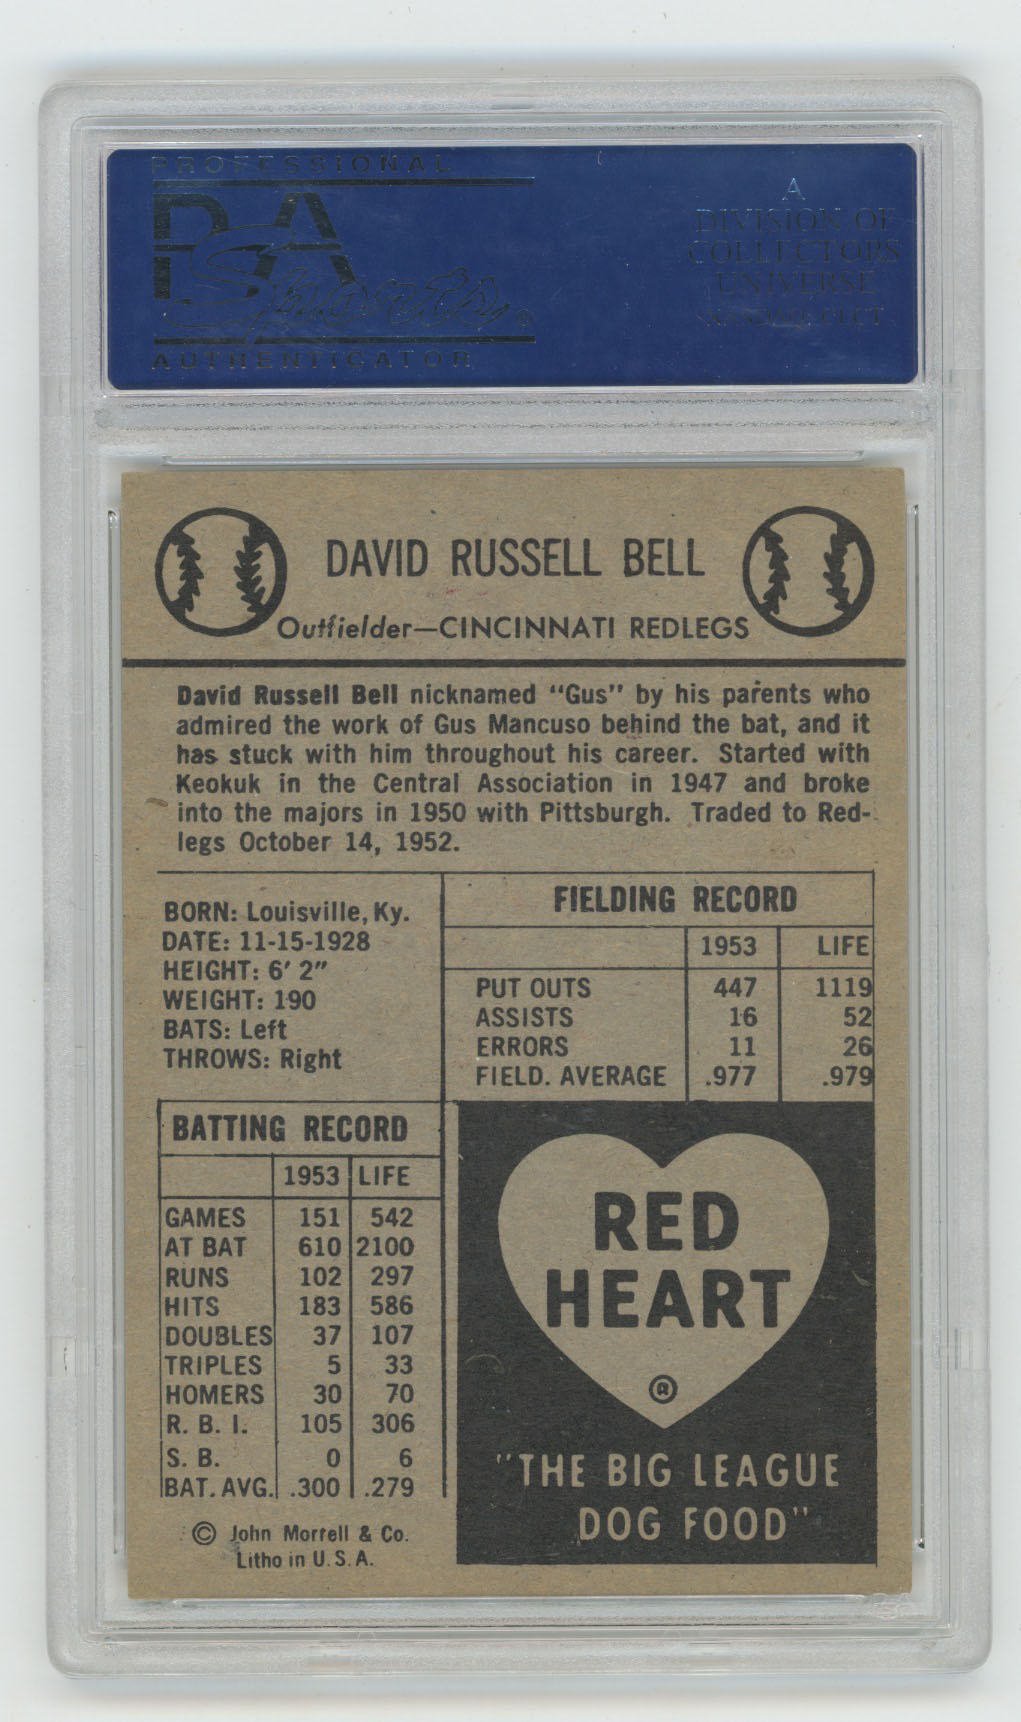 PROFESSIONAL
PSA
Sports
®
AUTHENTICATOR
A
DIVISION OF
COLLECTORS
UNIVERSE
DAVID RUSSELL BELL
Outfielder—CINCINNATI REDLEGS
David Russell Bell nicknamed "Gus" by his parents who
admired the work of Gus Mancuso behind the bat, and it
has stuck with him throughout his career. Started with
Keokuk in the Central Association in 1947 and broke
into the majors in 1950 with Pittsburgh. Traded to Red-
legs October 14, 1952.
BORN: Louisville, Ky.
DATE: 11-15-1928
HEIGHT: 6' 2"
WEIGHT: 190
BATS: Left
THROWS: Right
FIELDING RECORD
1953 LIFE
PUT OUTS 447 1119
ASSISTS 16 52
ERRORS 11 26
FIELD. AVERAGE .977 .979
BATTING RECORD
1953 LIFE
GAMES 151 542
AT BAT 610 2100
RUNS 102 297
HITS 183 586
DOUBLES 37 107
TRIPLES 5 33
HOMERS 30 70
R. B. I. 105 306
S. B. 0 6
BAT. AVG. .300 .279
© John Morrell & Co.
Litho in U. S. A.
RED
HEART
®
"THE BIG LEAGUE
DOG FOOD"